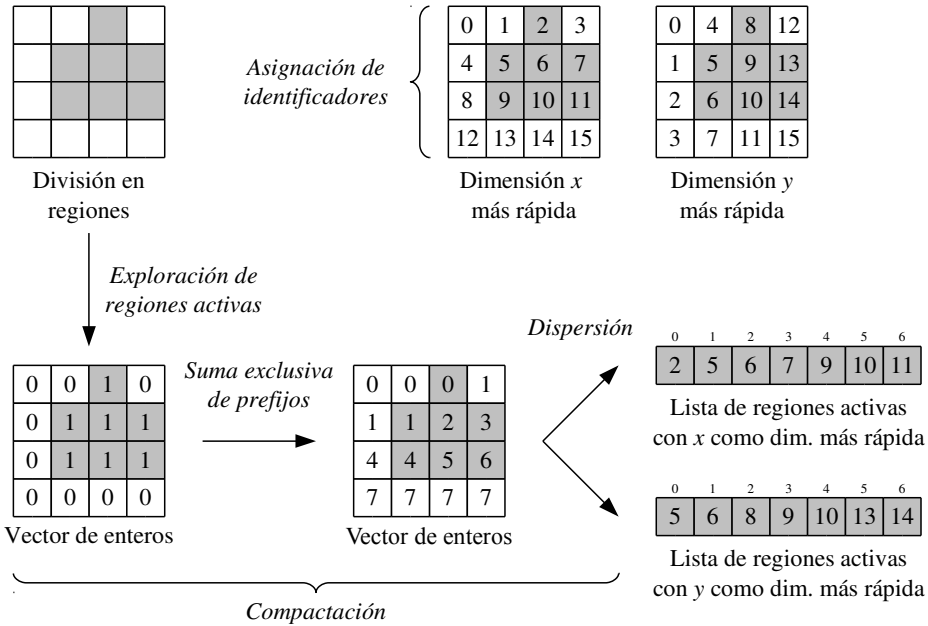 0 1 2 3
4 5 6 7
8 9 10 11
12 13 14 15
0 4 8 12
1 5 9 13
2 6 10 14
3 7 11 15
Asignación de
identificadores
División en
regiones
Dimensión x
más rápida
Dimensión y
más rápida
Exploración de
regiones activas
0 0 1 0
0 1 1 1
0 1 1 1
0 0 0 0
Vector de enteros
Suma exclusiva
de prefijos
0 0 0 1
1 1 2 3
4 4 5 6
7 7 7 7
Vector de enteros
Dispersión
0 1 2 3 4 5 6
2 5 6 7 9 10 11
Lista de regiones activas
con x como dim. más rápida
0 1 2 3 4 5 6
5 6 8 9 10 13 14
Lista de regiones activas
con y como dim. más rápida
Compactación